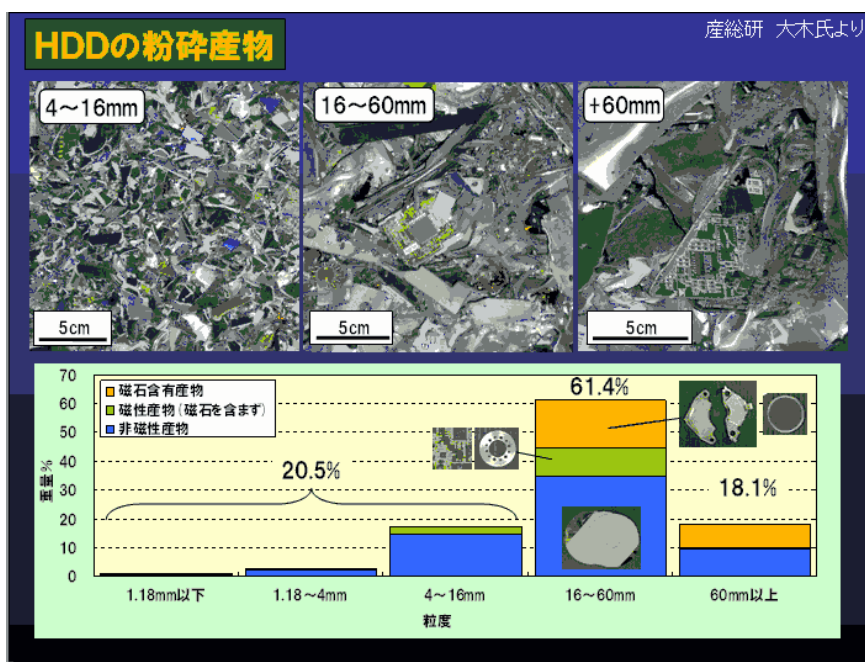 産総研 大木氏より
HDDの粉砕産物
4～16mm
16～60mm
+60mm
5cm
5cm
5cm
70
60
50
40
30
20
10
0
重量%
磁石含有産物
磁性産物(磁石を含まず)
非磁性産物
20.5%
61.4%
18.1%
1.18mm以下
1.18～4mm
4～16mm
16～60mm
60mm以上
粒度